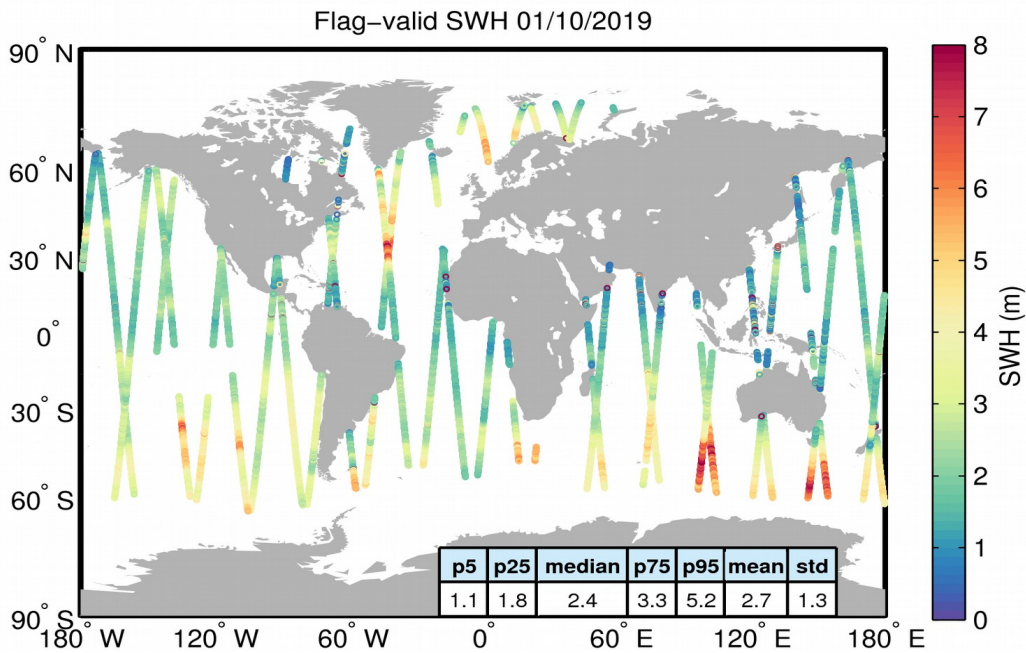 Flag–valid SWH 01/10/2019
90° N
60° N
30° N
0°
30° S
60° S
90° S
180° W
120° W
60° W
0°
60° E
120° E
180° E
p5 p25 median p75 p95 mean std
1.1 1.8 2.4 3.3 5.2 2.7 1.3
8
7
6
5
4
3
2
1
0
SWH (m)